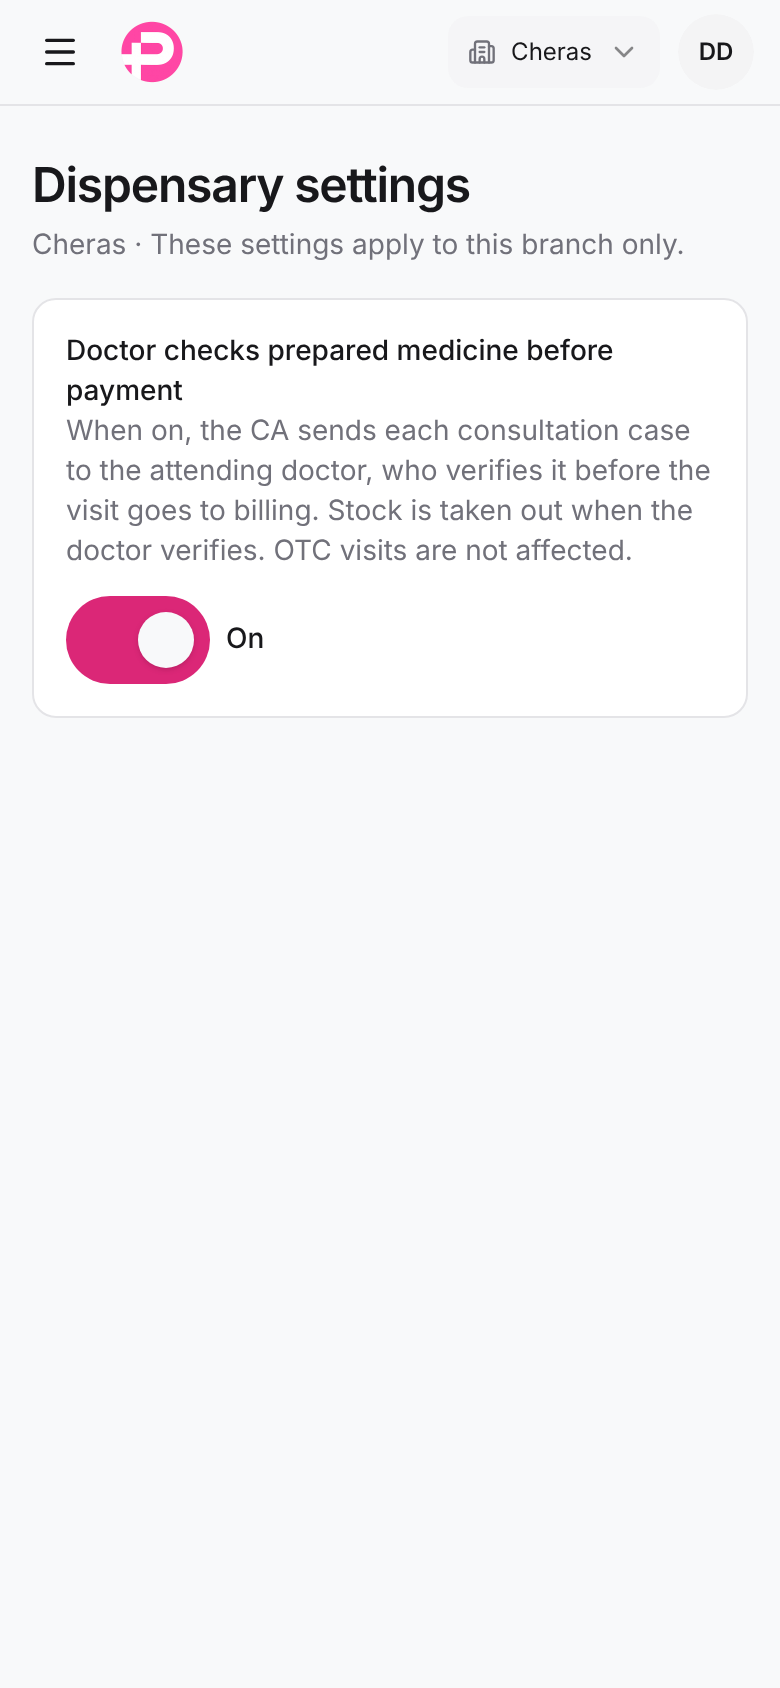 Cheras
DD
Dispensary settings
Cheras · These settings apply to this branch only.
Doctor checks prepared medicine before
payment
When on, the CA sends each consultation case
to the attending doctor, who verifies it before the
visit goes to billing. Stock is taken out when the
doctor verifies. OTC visits are not affected.
On